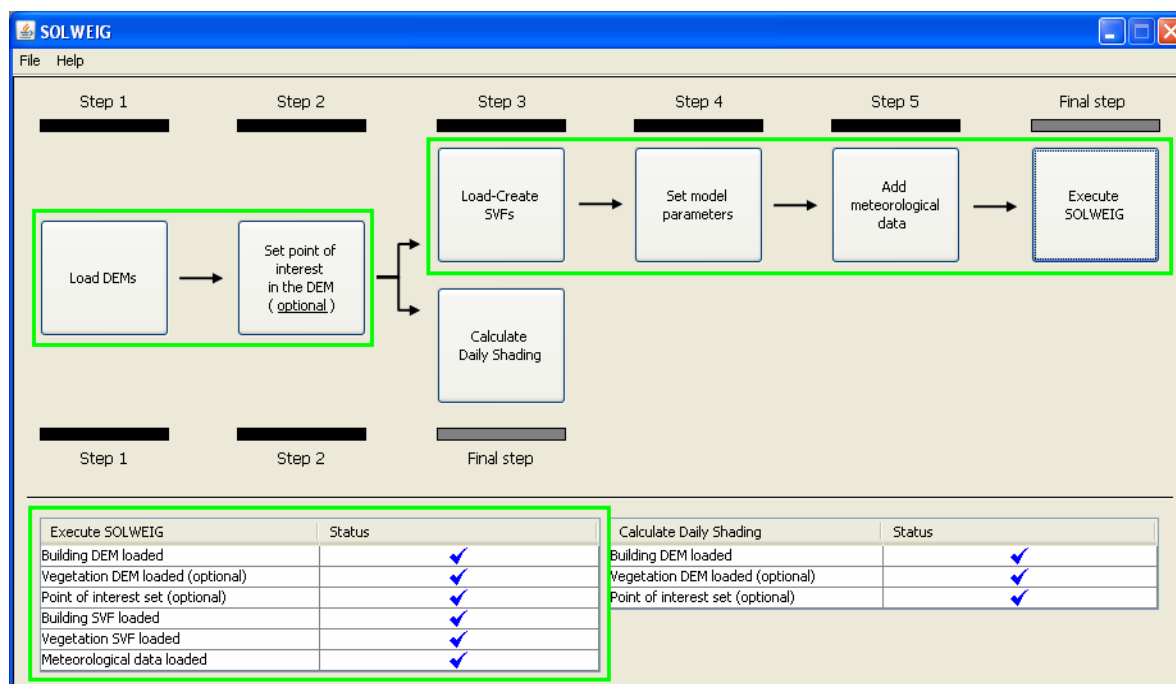 SOLWEIG
File Help
Step 1 Step 2 Step 3 Step 4 Step 5 Final step
Load DEMs
Set point of
interest
in the DEM
( optional )
Load-Create
SVFs
Set model
parameters
Add
meteorological
data
Execute
SOLWEIG
Calculate
Daily Shading
Step 1 Step 2 Final step
Execute SOLWEIG Status
Building DEM loaded
Vegetation DEM loaded (optional)
Point of interest set (optional)
Building SVF loaded
Vegetation SVF loaded
Meteorological data loaded
Calculate Daily Shading Status
Building DEM loaded
Vegetation DEM loaded (optional)
Point of interest set (optional)